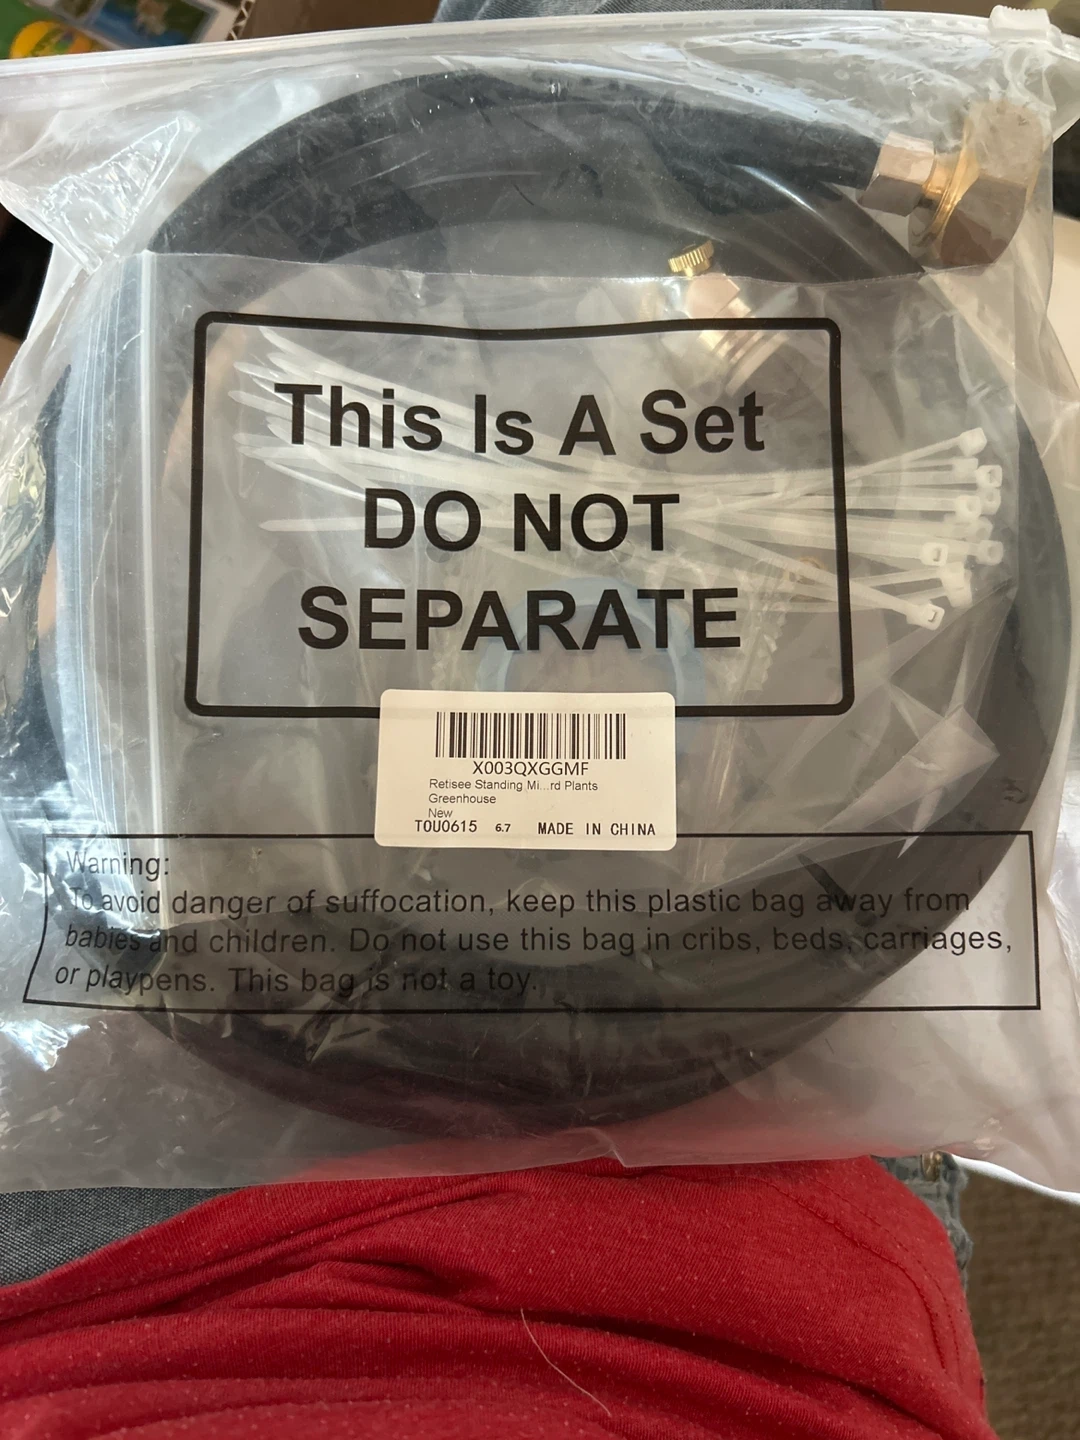 This Is A Set
DO NOT
SEPARATE
X003QXGGMF
Retisee Standing Mi...rd Plants
Greenhouse
New
T0U0615 6.7 MADE IN CHINA
Warning:
To avoid danger of suffocation, keep this plastic bag away from
babies and children. Do not use this bag in cribs, beds, carriages,
or playpens. This bag is not a toy.